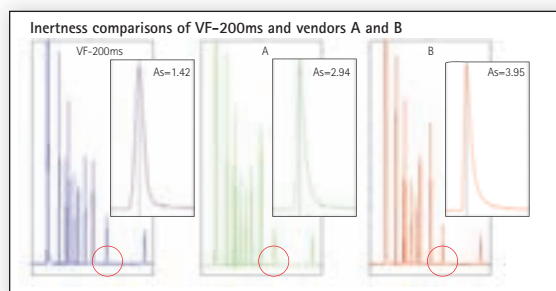 Inertness comparisons of VF-200ms and vendors A and B
VF-200ms
A
B
As=1.42
As=2.94
As=3.95